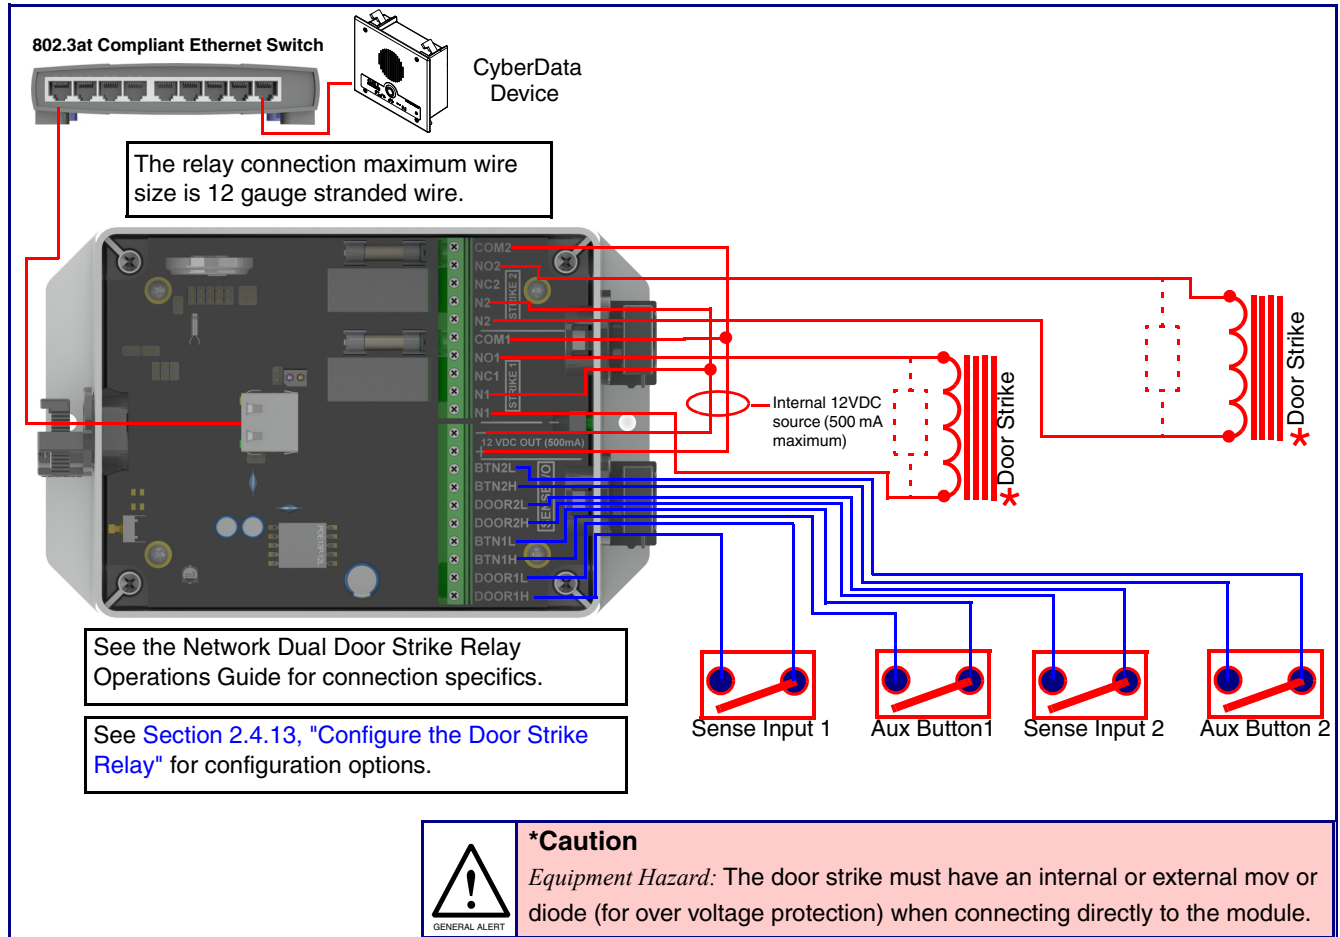 802.3at Compliant Ethernet Switch
CyberData
Device
The relay connection maximum wire
size is 12 gauge stranded wire.
COM2
NO2
NC2
N2
N2
STRIKE 2
COM1
NO1
NC1
N1
N1
STRIKE 1
-
12 VDC OUT (500mA)
+
BTN2L
BTN2H
DOOR2L
DOOR2H
BTN1L
BTN1H
DOOR1L
DOOR1H
Internal 12VDC
source (500 mA
maximum)
*Door Strike
*Door Strike
Sense Input 1
Aux Button1
Sense Input 2
Aux Button 2
See the Network Dual Door Strike Relay
Operations Guide for connection specifics.
See Section 2.4.13, "Configure the Door Strike
Relay" for configuration options.
GENERAL ALERT
*Caution
Equipment Hazard: The door strike must have an internal or external mov or
diode (for over voltage protection) when connecting directly to the module.